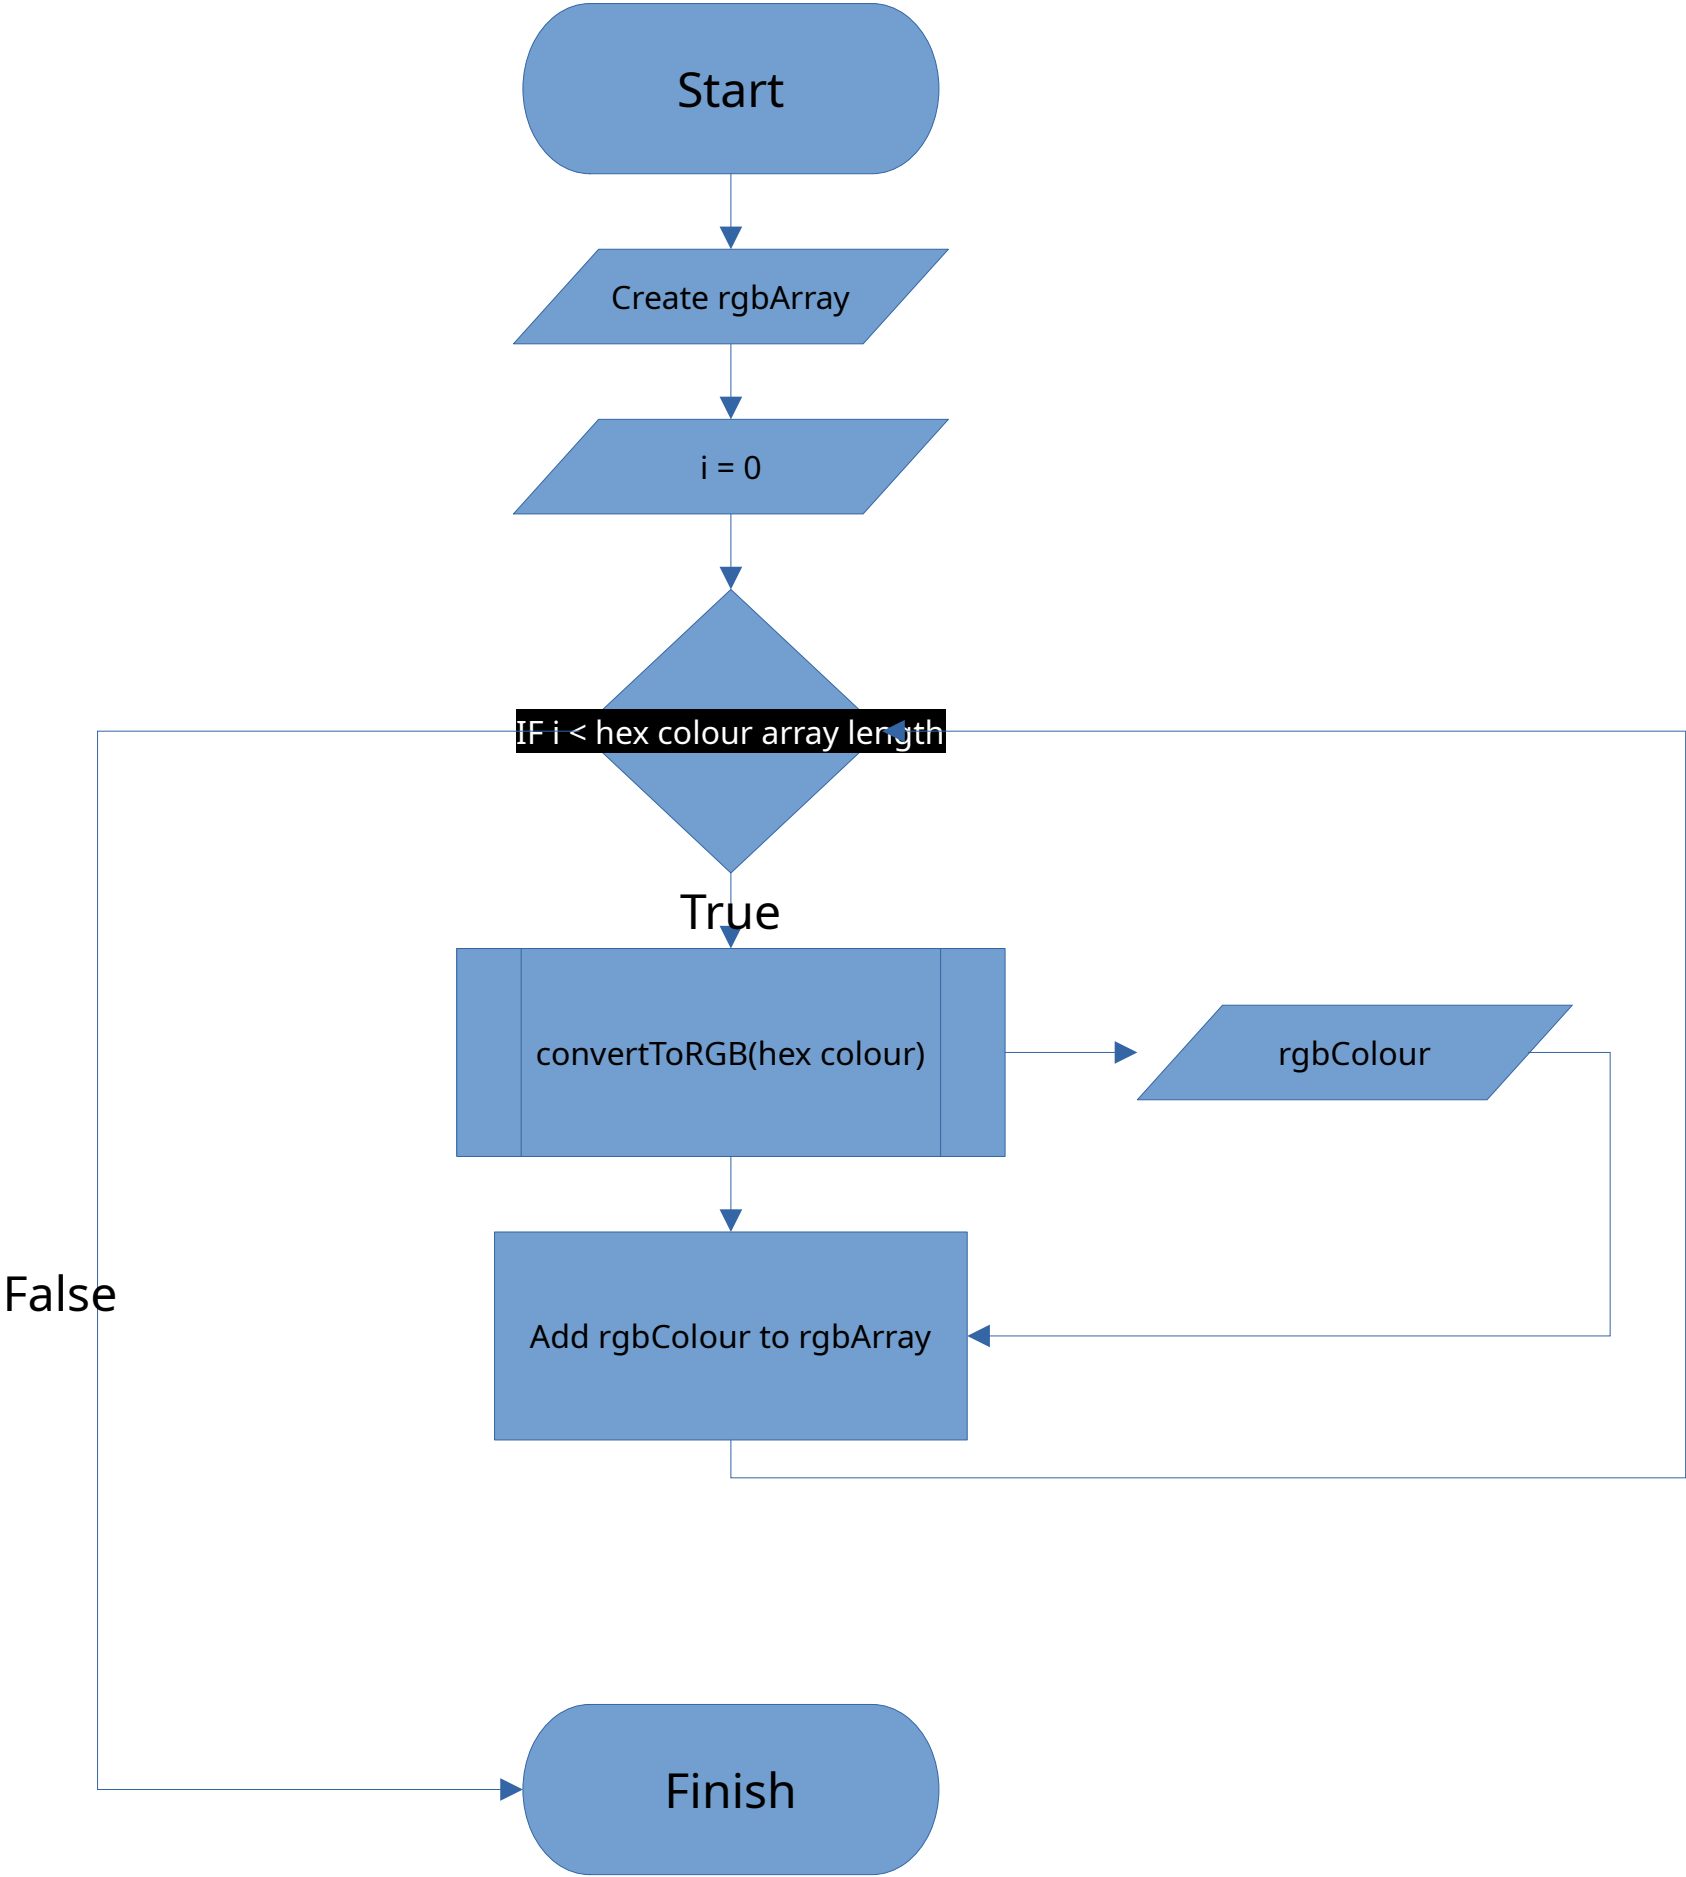 Start
Create rgbArray
i = 0
IF i < hex colour array length
True
convertToRGB(hex colour)
rgbColour
False
Add rgbColour to rgbArray
Finish